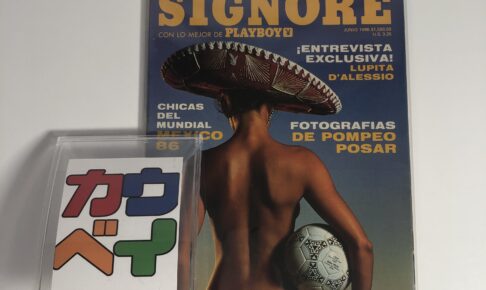 SIGNORE
CON LO MEJOR DE PLAYBOY
¡ENTREVISTA
EXCLUSIVA!
LUPITA
D'ALESSIO
CHICAS
DEL
MUNDIAL
MEXICO
86
FOTOGRAFIAS
DE POMPEO
POSAR
カウ
ベイ